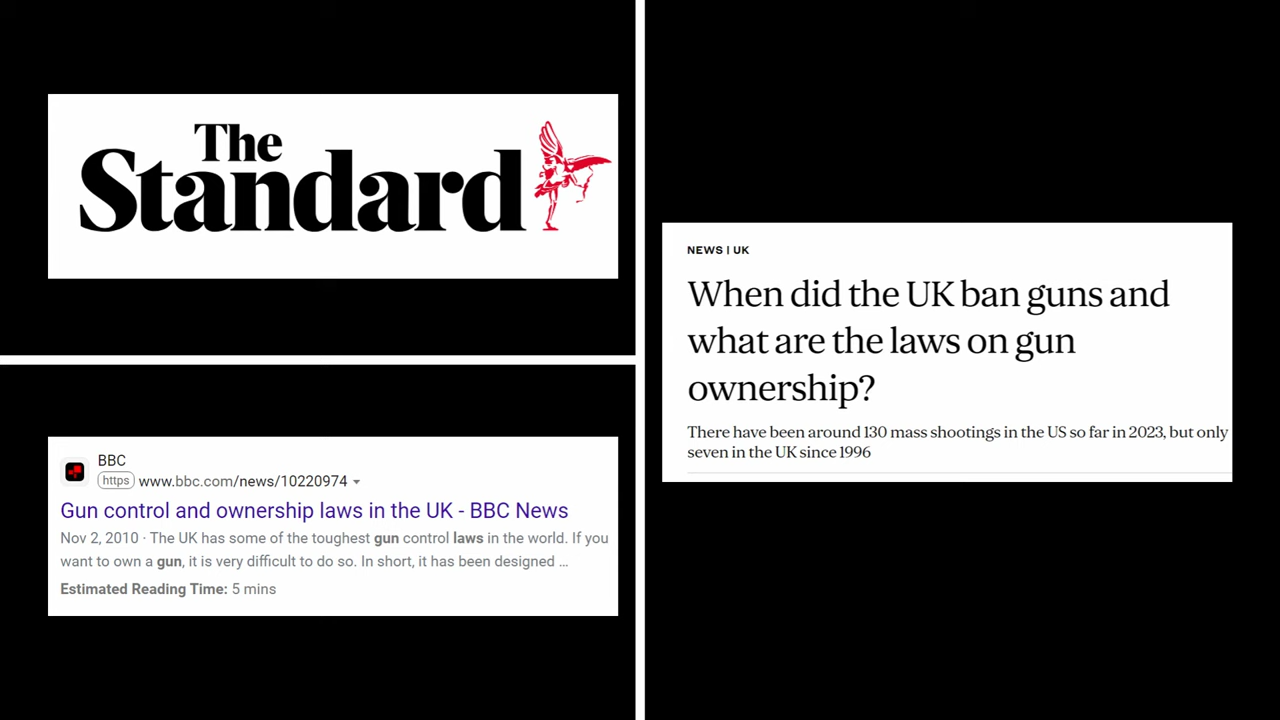 The
Standard
BBC
https www.bbc.com/news/10220974
Gun control and ownership laws in the UK - BBC News
Nov 2, 2010 · The UK has some of the toughest gun control laws in the world. If you
want to own a gun, it is very difficult to do so. In short, it has been designed ...
Estimated Reading Time: 5 mins
NEWS | UK
When did the UK ban guns and
what are the laws on gun
ownership?
There have been around 130 mass shootings in the US so far in 2023, but only
seven in the UK since 1996